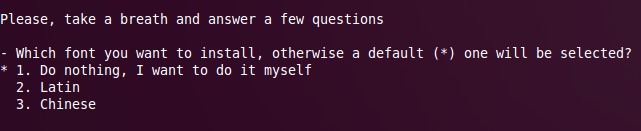 Please, take a breath and answer a few questions
- Which font you want to install, otherwise a default (*) one will be selected?
* 1. Do nothing, I want to do it myself
2. Latin
3. Chinese